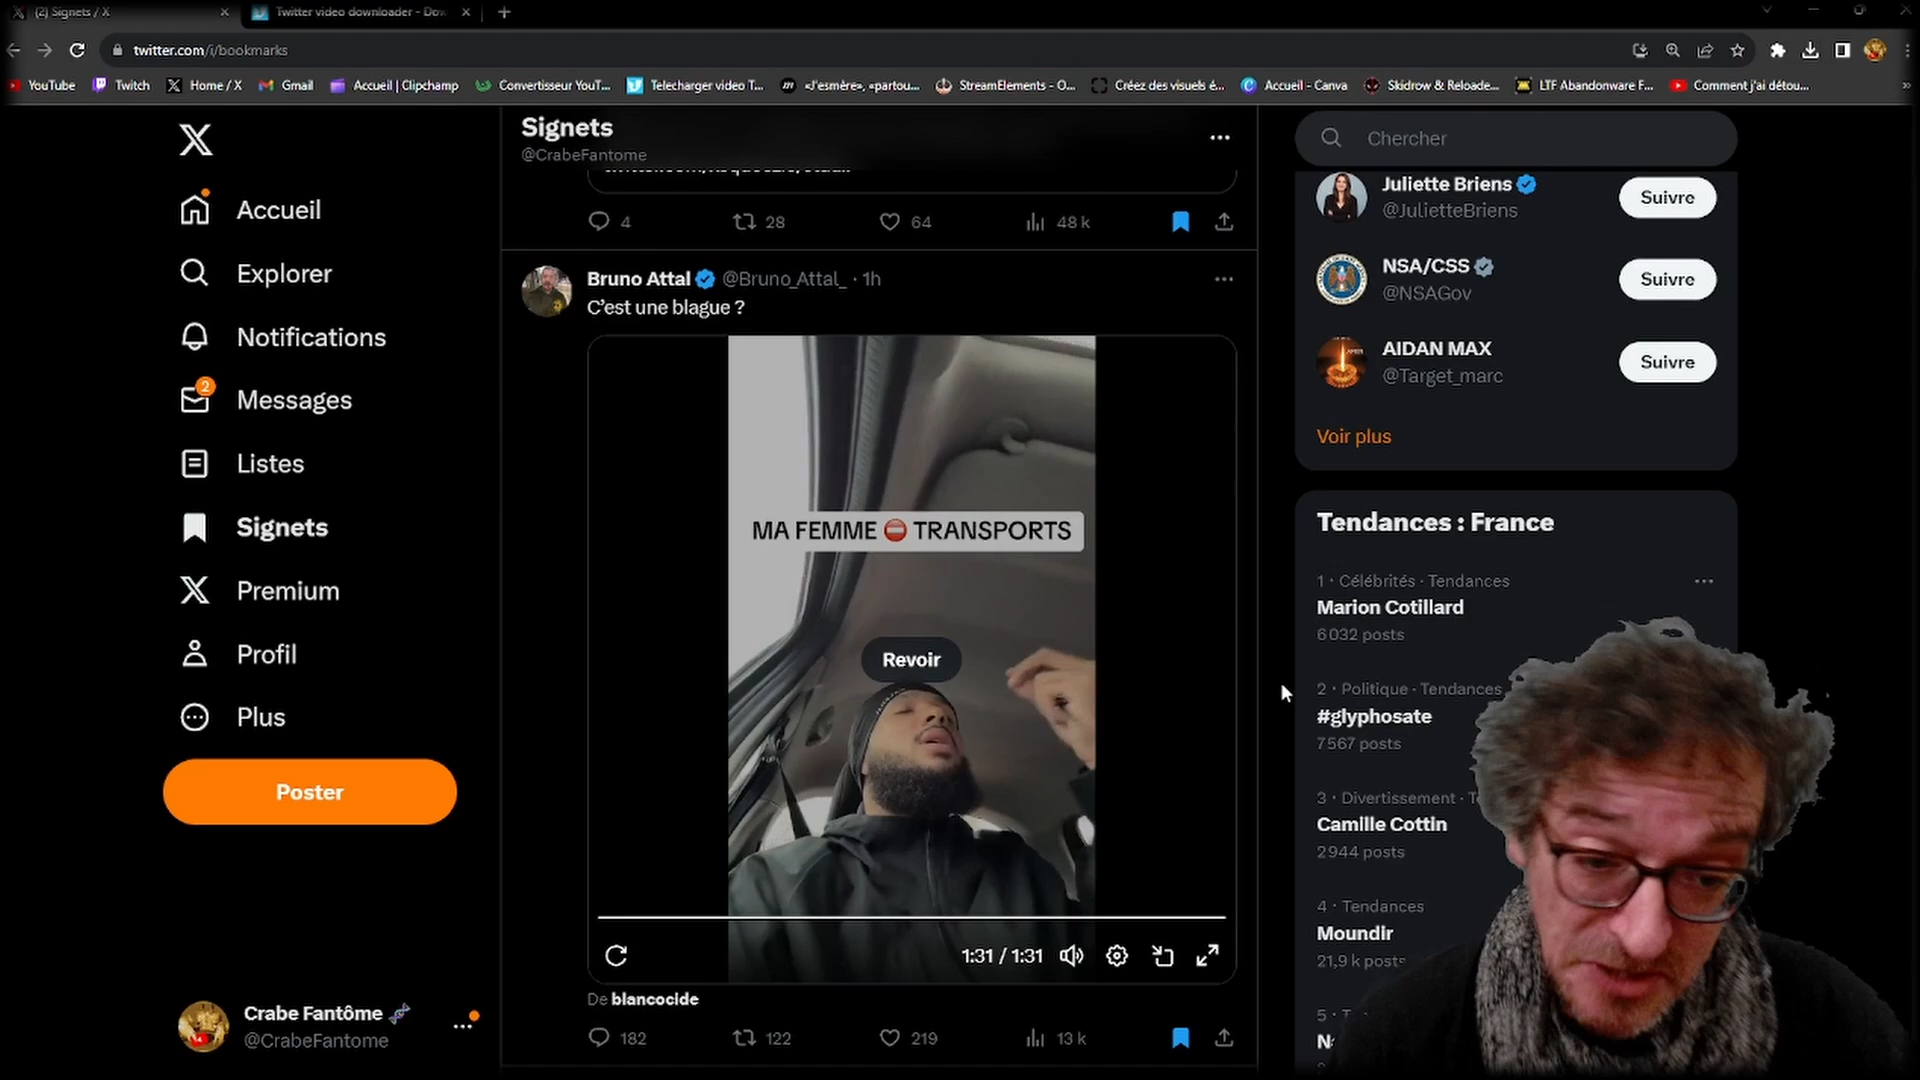 (2) Signets / X
Twitter video downloader - Dow
twitter.com/i/bookmarks
YouTube
Twitch
Home / X
Gmail
Accueil | Clipchamp
Convertisseur YouT...
Telecharger video T...
«J'esmère», «partou...
StreamElements - O...
Créez des visuels é...
Accueil - Canva
Skidrow & Reloade...
LTF Abandonware F...
Comment j'ai détou...
Accueil
Explorer
Notifications
2
Messages
Listes
Signets
Premium
Profil
Plus
Poster
Crabe Fantôme
@CrabeFantome
Signets
@CrabeFantome
4
28
64
48 k
Bruno Attal @Bruno_Attal_ · 1h
C'est une blague ?
MA FEMME ⛔ TRANSPORTS
Revoir
1:31 / 1:31
De blancocide
182
122
219
13 k
Chercher
Juliette Briens
@JulietteBriens
Suivre
NSA/CSS
@NSAGov
Suivre
AIDAN MAX
@Target_marc
Suivre
Voir plus
Tendances : France
1 · Célébrités · Tendances
Marion Cotillard
6 032 posts
2 · Politique · Tendances
#glyphosate
7 567 posts
3 · Divertissement · T
Camille Cottin
2 944 posts
4 · Tendances
Moundir
21,9 k posts
5 · T